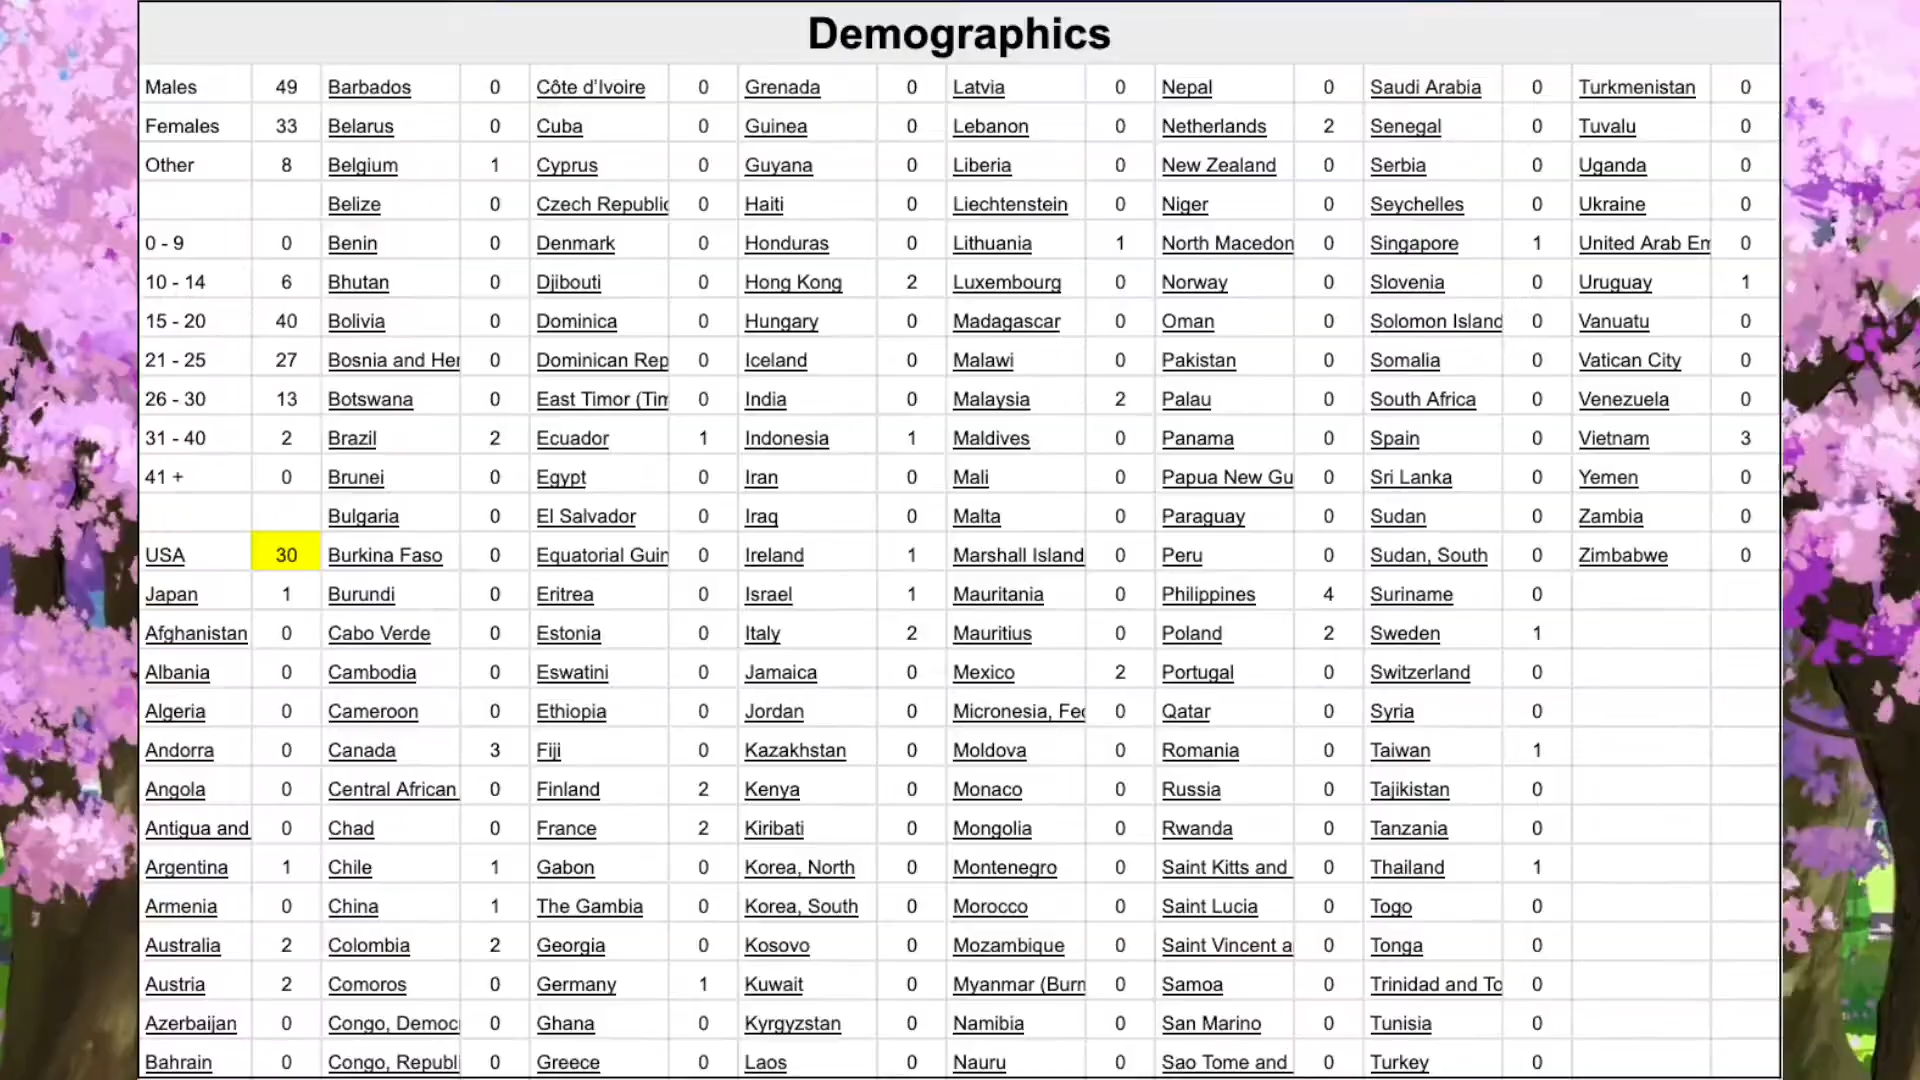 Demographics
Males 49 Barbados 0 Côte d'Ivoire 0 Grenada 0 Latvia 0 Nepal 0 Saudi Arabia 0 Turkmenistan 0
Females 33 Belarus 0 Cuba 0 Guinea 0 Lebanon 0 Netherlands 2 Senegal 0 Tuvalu 0
Other 8 Belgium 1 Cyprus 0 Guyana 0 Liberia 0 New Zealand 0 Serbia 0 Uganda 0
Belize 0 Czech Republic 0 Haiti 0 Liechtenstein 0 Niger 0 Seychelles 0 Ukraine 0
0 - 9 0 Benin 0 Denmark 0 Honduras 0 Lithuania 1 North Macedon 0 Singapore 1 United Arab Em 0
10 - 14 6 Bhutan 0 Djibouti 0 Hong Kong 2 Luxembourg 0 Norway 0 Slovenia 0 Uruguay 1
15 - 20 40 Bolivia 0 Dominica 0 Hungary 0 Madagascar 0 Oman 0 Solomon Island 0 Vanuatu 0
21 - 25 27 Bosnia and Her 0 Dominican Rep 0 Iceland 0 Malawi 0 Pakistan 0 Somalia 0 Vatican City 0
26 - 30 13 Botswana 0 East Timor (Tim 0 India 0 Malaysia 2 Palau 0 South Africa 0 Venezuela 0
31 - 40 2 Brazil 2 Ecuador 1 Indonesia 1 Maldives 0 Panama 0 Spain 0 Vietnam 3
41 + 0 Brunei 0 Egypt 0 Iran 0 Mali 0 Papua New Gu 0 Sri Lanka 0 Yemen 0
Bulgaria 0 El Salvador 0 Iraq 0 Malta 0 Paraguay 0 Sudan 0 Zambia 0
USA 30 Burkina Faso 0 Equatorial Guin 0 Ireland 1 Marshall Island 0 Peru 0 Sudan, South 0 Zimbabwe 0
Japan 1 Burundi 0 Eritrea 0 Israel 1 Mauritania 0 Philippines 4 Suriname 0
Afghanistan 0 Cabo Verde 0 Estonia 0 Italy 2 Mauritius 0 Poland 2 Sweden 1
Albania 0 Cambodia 0 Eswatini 0 Jamaica 0 Mexico 2 Portugal 0 Switzerland 0
Algeria 0 Cameroon 0 Ethiopia 0 Jordan 0 Micronesia, Fed 0 Qatar 0 Syria 0
Andorra 0 Canada 3 Fiji 0 Kazakhstan 0 Moldova 0 Romania 0 Taiwan 1
Angola 0 Central African 0 Finland 2 Kenya 0 Monaco 0 Russia 0 Tajikistan 0
Antigua and 0 Chad 0 France 2 Kiribati 0 Mongolia 0 Rwanda 0 Tanzania 0
Argentina 1 Chile 1 Gabon 0 Korea, North 0 Montenegro 0 Saint Kitts and 0 Thailand 1
Armenia 0 China 1 The Gambia 0 Korea, South 0 Morocco 0 Saint Lucia 0 Togo 0
Australia 2 Colombia 2 Georgia 0 Kosovo 0 Mozambique 0 Saint Vincent a 0 Tonga 0
Austria 2 Comoros 0 Germany 1 Kuwait 0 Myanmar (Burm 0 Samoa 0 Trinidad and To 0
Azerbaijan 0 Congo, Democ 0 Ghana 0 Kyrgyzstan 0 Namibia 0 San Marino 0 Tunisia 0
Bahrain 0 Congo, Republi 0 Greece 0 Laos 0 Nauru 0 Sao Tome and 0 Turkey 0